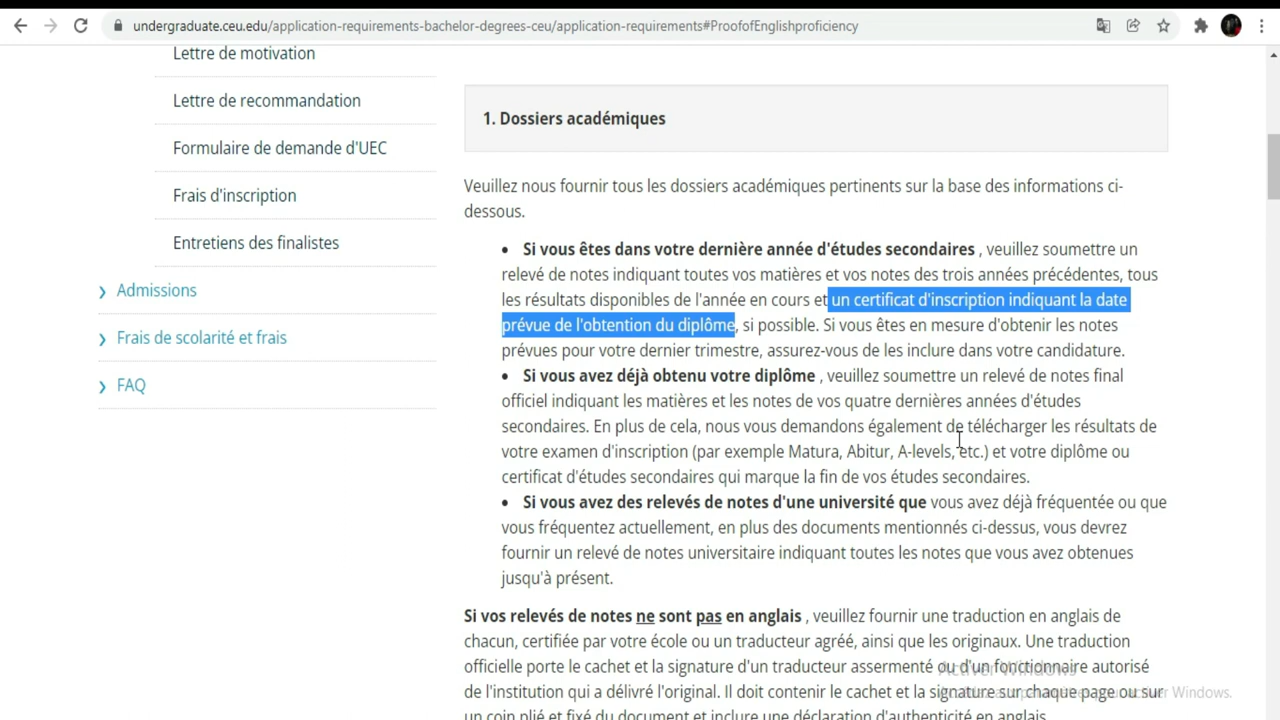 undergraduate.ceu.edu/application-requirements-bachelor-degrees-ceu/application-requirements#ProofofEnglishproficiency
Lettre de motivation
Lettre de recommandation
Formulaire de demande d'UEC
Frais d'inscription
Entretiens des finalistes
Admissions
Frais de scolarité et frais
FAQ
1. Dossiers académiques
Veuillez nous fournir tous les dossiers académiques pertinents sur la base des informations ci-
dessous.
• Si vous êtes dans votre dernière année d'études secondaires , veuillez soumettre un
relevé de notes indiquant toutes vos matières et vos notes des trois années précédentes, tous
les résultats disponibles de l'année en cours et un certificat d'inscription indiquant la date
prévue de l'obtention du diplôme, si possible. Si vous êtes en mesure d'obtenir les notes
prévues pour votre dernier trimestre, assurez-vous de les inclure dans votre candidature.
• Si vous avez déjà obtenu votre diplôme , veuillez soumettre un relevé de notes final
officiel indiquant les matières et les notes de vos quatre dernières années d'études
secondaires. En plus de cela, nous vous demandons également de télécharger les résultats de
votre examen d'inscription (par exemple Matura, Abitur, A-levels, etc.) et votre diplôme ou
certificat d'études secondaires qui marque la fin de vos études secondaires.
• Si vous avez des relevés de notes d'une université que vous avez déjà fréquentée ou que
vous fréquentez actuellement, en plus des documents mentionnés ci-dessus, vous devrez
fournir un relevé de notes universitaire indiquant toutes les notes que vous avez obtenues
jusqu'à présent.
Si vos relevés de notes ne sont pas en anglais , veuillez fournir une traduction en anglais de
chacun, certifiée par votre école ou un traducteur agréé, ainsi que les originaux. Une traduction
officielle porte le cachet et la signature d'un traducteur assermenté ou d'un fonctionnaire autorisé
de l'institution qui a délivré l'original. Il doit contenir le cachet et la signature sur chaque page ou sur
un coin plié et fixé du document et inclure une déclaration d'authenticité en anglais
Activer Windows
activer Windows.